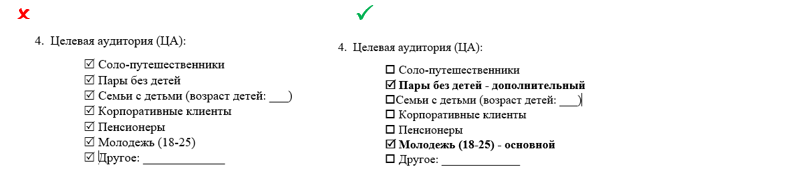 4. Целевая аудитория (ЦА):
☑ Соло-путешественники
☑ Пары без детей
☑ Семьи с детьми (возраст детей: ___)
☑ Корпоративные клиенты
☑ Пенсионеры
☑ Молодежь (18-25)
☑ Другое: ______________
4. Целевая аудитория (ЦА):
☐ Соло-путешественники
☑ Пары без детей - дополнительный
☐Семьи с детьми (возраст детей: ___)
☐ Корпоративные клиенты
☐ Пенсионеры
☑ Молодежь (18-25) - основной
☐ Другое: ______________